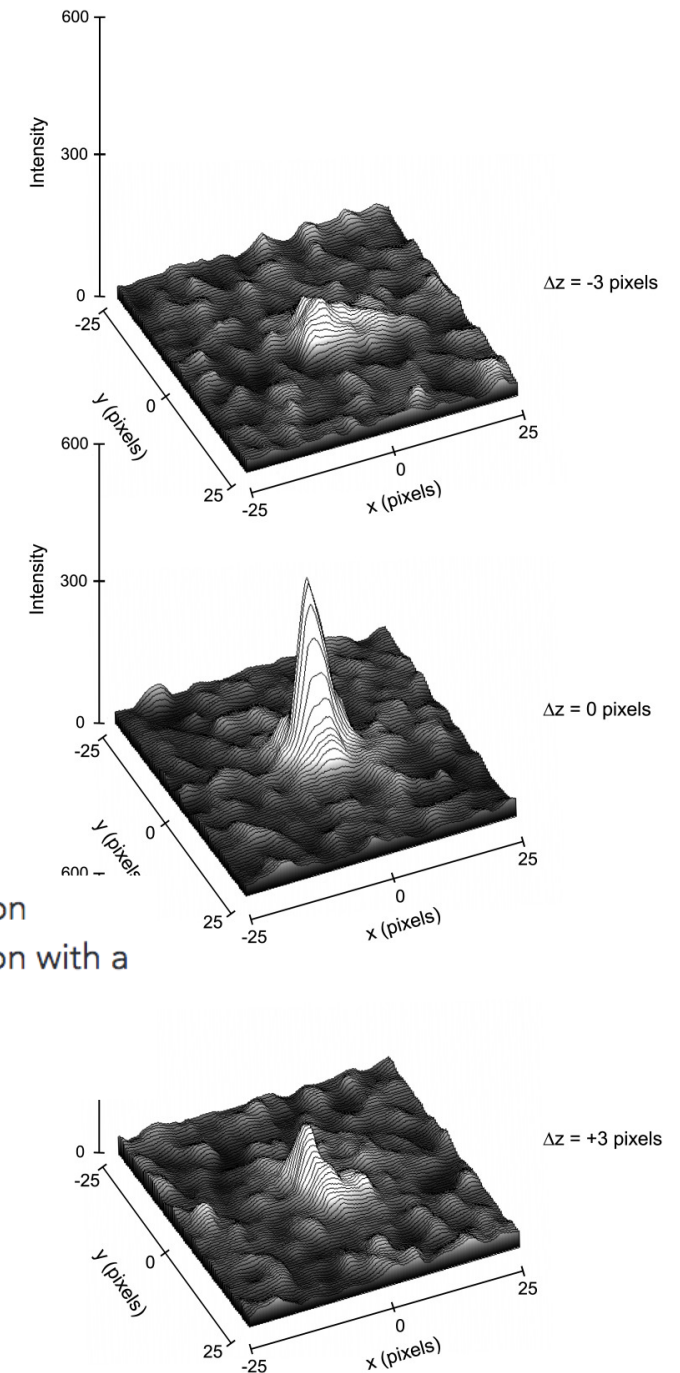 600
Intensity
300
0
Δz = -3 pixels
-25
y (pixels)
0
25
-25
x (pixels)
0
25
600
Intensity
300
0
Δz = 0 pixels
-25
0
25
-25
x (pixels)
0
25
on
on with a
0
Δz = +3 pixels
-25
y (pixels)
0
25
-25
x (pixels)
0
25